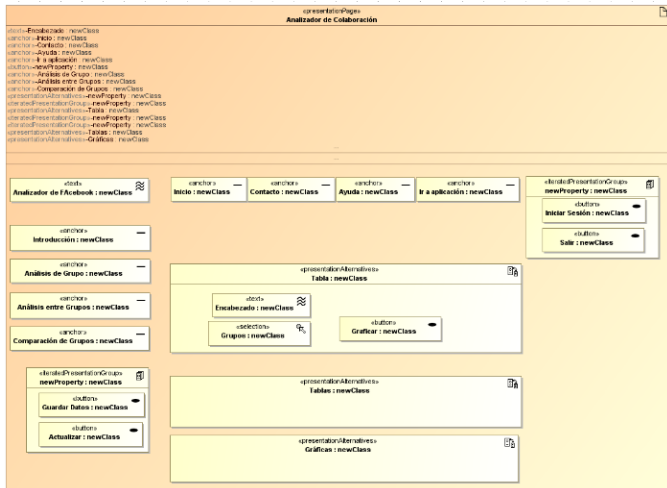 «presentationPage»
Analizador de Colaboración
«text»-Encabezado : newClass
«anchor»-Inicio : newClass
«anchor»-Contacto : newClass
«anchor»-Ayuda : newClass
«anchor»-Ir a aplicación : newClass
«button»-newProperty : newClass
«anchor»-Análisis de Grupo : newClass
«anchor»-Análisis entre Grupos : newClass
«anchor»-Comparación de Grupos : newClass
«presentationAlternatives»-newProperty : newClass
«iteratedPresentationGroup»-newProperty : newClass
«presentationAlternatives»-Tabla : newClass
«iteratedPresentationGroup»-newProperty : newClass
«iteratedPresentationGroup»-newProperty : newClass
«presentationAlternatives»-Tablas : newClass
«presentationAlternatives»-Gráficas : newClass
«text»
Analizador de FAcebook : newClass
«anchor»
Inicio : newClass
«anchor»
Contacto : newClass
«anchor»
Ayuda : newClass
«anchor»
Ir a aplicación : newClass
«iteratedPresentationGroup»
newProperty : newClass
«button»
Iniciar Sesión : newClass
«button»
Salir : newClass
«anchor»
Introducción : newClass
«anchor»
Análisis de Grupo : newClass
«anchor»
Análisis entre Grupos : newClass
«anchor»
Comparación de Grupos : newClass
«presentationAlternatives»
Tabla : newClass
«text»
Encabezado : newClass
«selection»
Grupos : newClass
«button»
Graficar : newClass
«iteratedPresentationGroup»
newProperty : newClass
«button»
Guardar Datos : newClass
«button»
Actualizar : newClass
«presentationAlternatives»
Tablas : newClass
«presentationAlternatives»
Gráficas : newClass